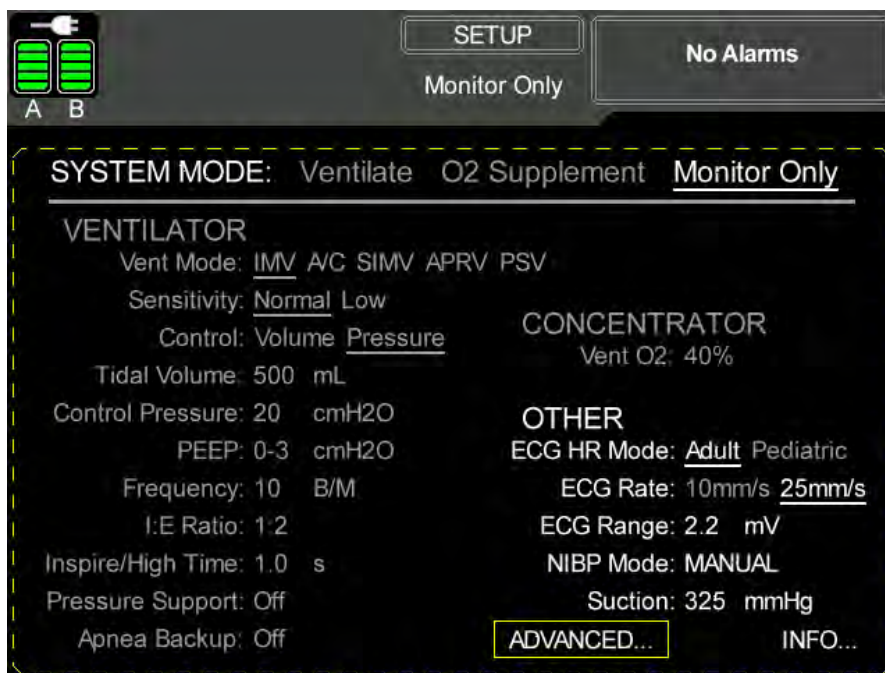 SETUP
No Alarms
Monitor Only
A B
SYSTEM MODE: Ventilate O2 Supplement Monitor Only
VENTILATOR
Vent Mode: IMV A/C SIMV APRV PSV
Sensitivity: Normal Low
Control: Volume Pressure
Tidal Volume: 500 mL
Control Pressure: 20 cmH2O
PEEP: 0-3 cmH2O
Frequency: 10 B/M
I:E Ratio: 1:2
Inspire/High Time: 1.0 s
Pressure Support: Off
Apnea Backup: Off
CONCENTRATOR
Vent O2: 40%
OTHER
ECG HR Mode: Adult Pediatric
ECG Rate: 10mm/s 25mm/s
ECG Range: 2.2 mV
NIBP Mode: MANUAL
Suction: 325 mmHg
ADVANCED... INFO...